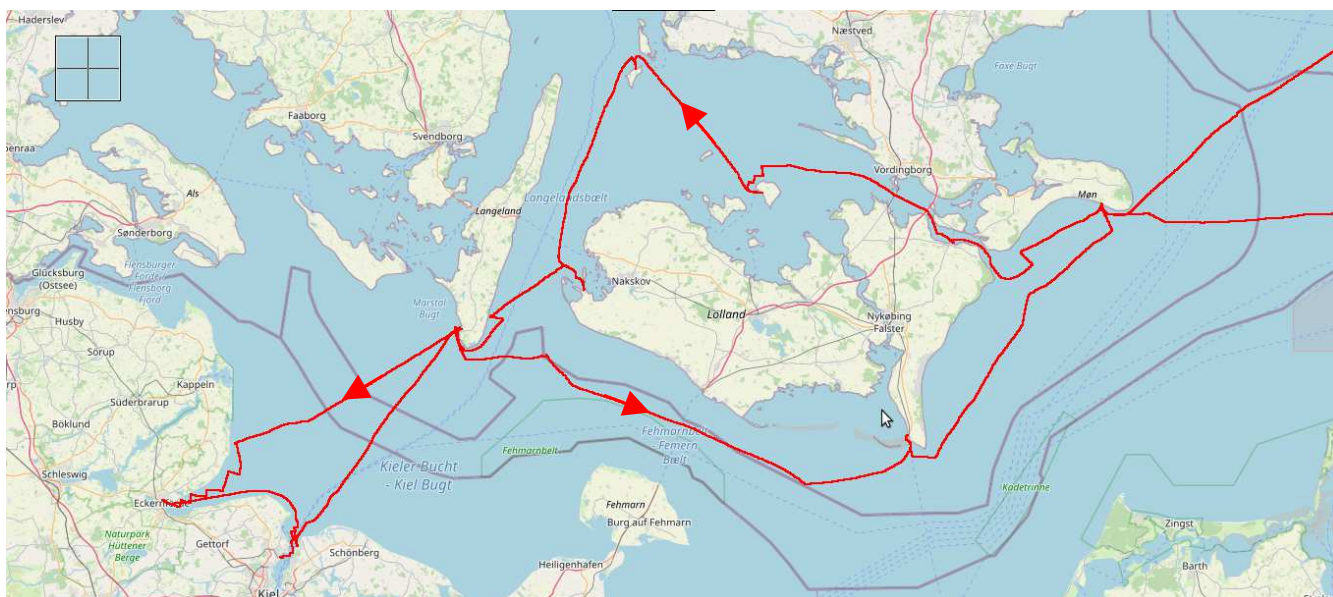 Haderslev
Næstved
Faxe Bugt
Faaborg
Svendborg
Vordingborg
Als
Langelandsbælt
Møn
Langeland
Sønderborg
Flensburger
Förde /
Flensborg
Fjord
Glücksburg
(Ostsee)
Nakskov
Marstal
Bugt
Lolland
Nykøbing
Falster
Husby
Sörup
Kappeln
Süderbrarup
Böklund
Fehmarnbelt
- Femern
Bælt
Fehmarnbelt
Kieler Bucht
- Kiel Bugt
Schleswig
Kadetrinne
Fehmarn
Burg auf Fehmarn
Zingst
Naturpark
Hüttener
Berge
Gettorf
Schönberg
Heiligenhafen
Barth
Kiel